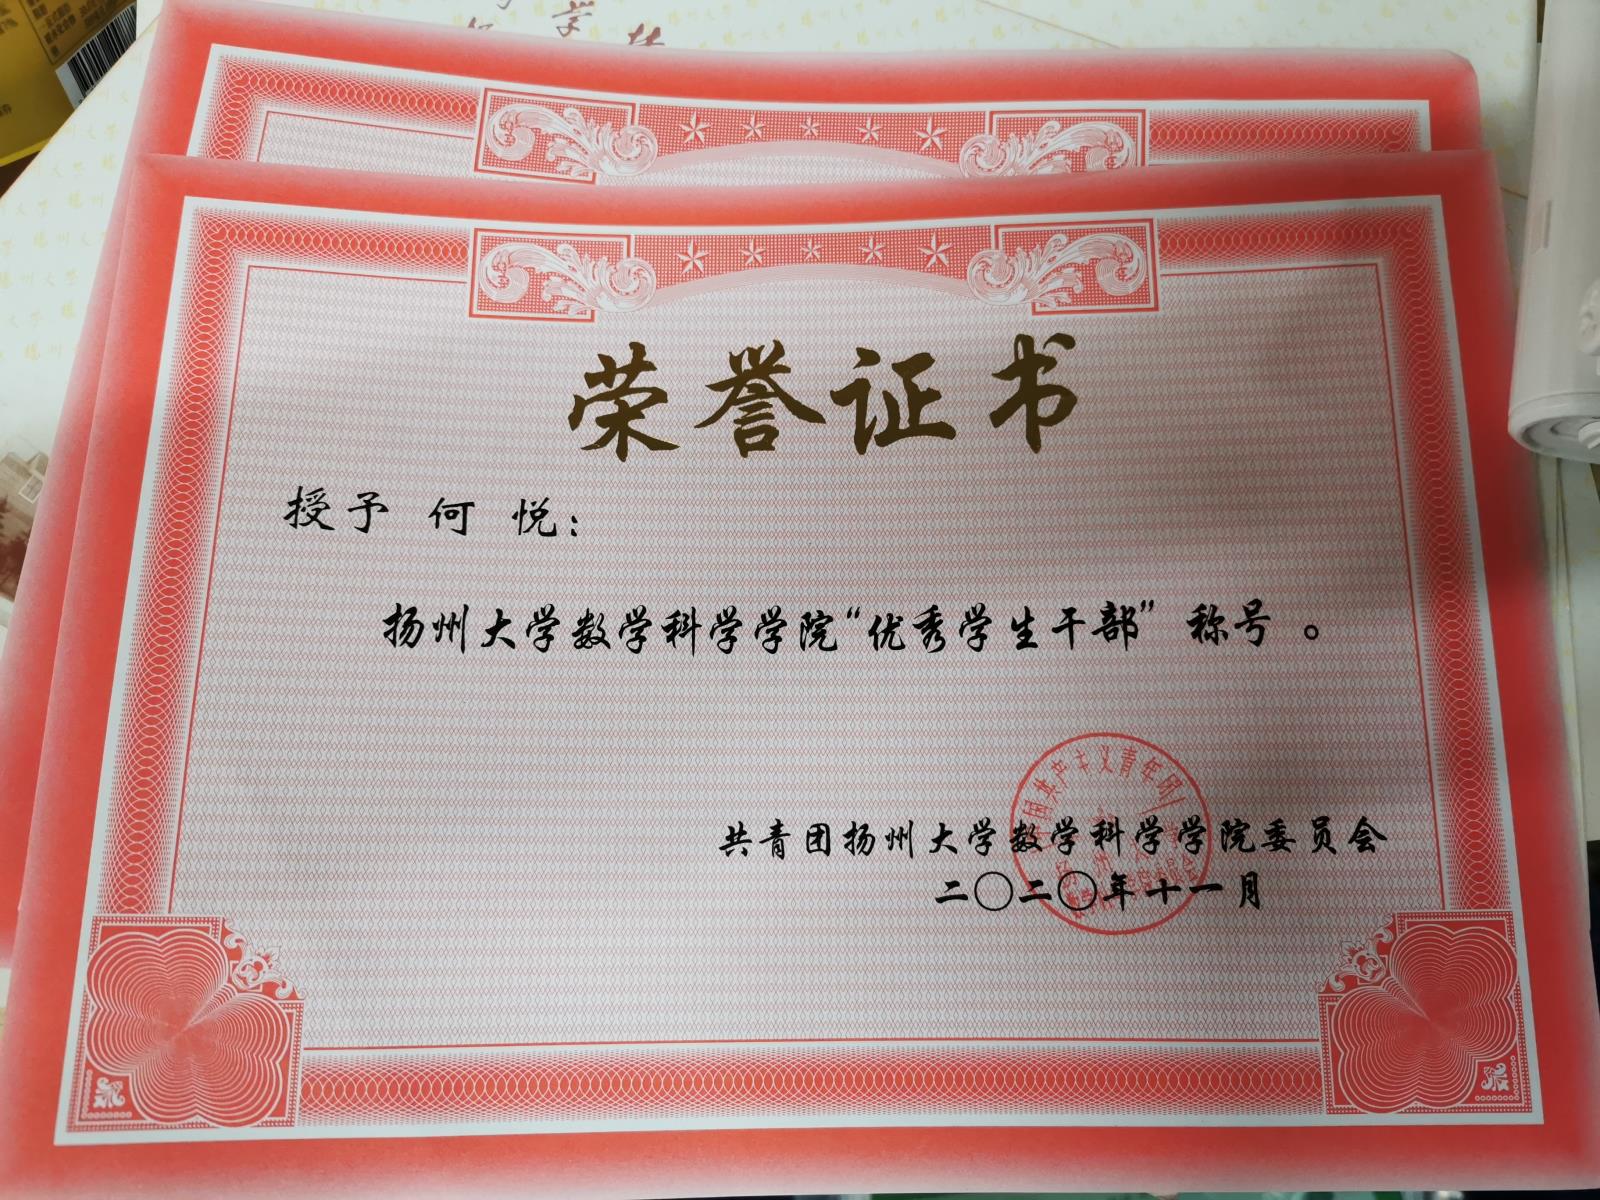 荣誉证书
授予 何 悦：
扬州大学数学科学学院“优秀学生干部”称号。
共青团扬州大学数学科学学院委员会
二〇二〇年十一月